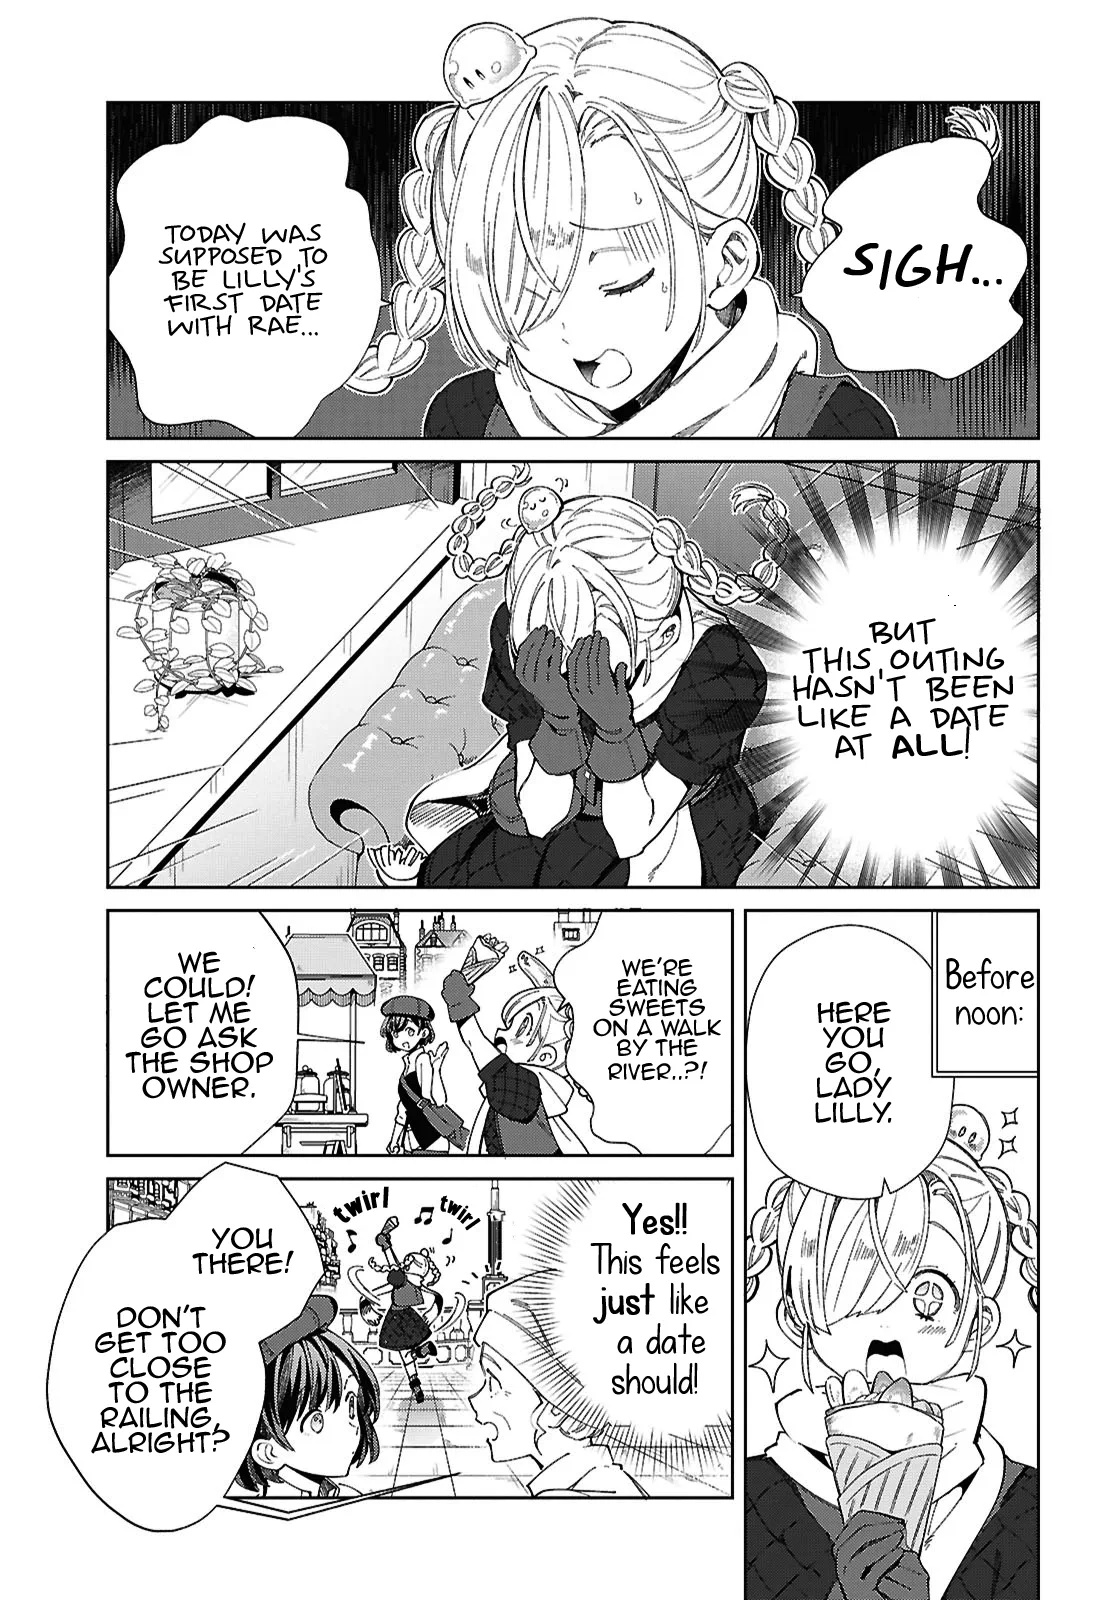 SIGH...
TODAY WAS
SUPPOSED TO
BE LILLY'S
FIRST DATE
WITH RAE...
BUT
THIS OUTING
HASN'T BEEN
LIKE A DATE
AT ALL!
Before
noon:
HERE
YOU
GO,
LADY
LILLY.
WE'RE
EATING
SWEETS
ON A WALK
BY THE
RIVER..?!
WE
COULD!
LET ME
GO ASK
THE SHOP
OWNER.
Yes!!
This feels
just like
a date
should!
twirl
twirl
YOU
THERE!
DON'T
GET TOO
CLOSE
TO THE
RAILING,
ALRIGHT?